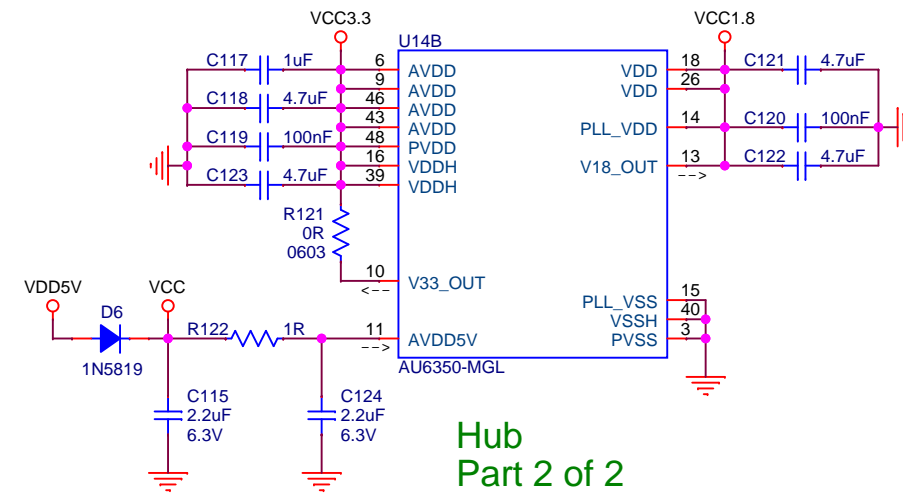 VCC3.3
VCC1.8
U14B
C117 1uF 6 AVDD
9 AVDD
C118 4.7uF 46 AVDD
43 AVDD
C119 100nF 48 PVDD
16 VDDH
C123 4.7uF 39 VDDH
VDD 18 C121 4.7uF
VDD 26
PLL_VDD 14 C120 100nF
V18_OUT 13 C122 4.7uF
-->
R121
0R
0603
10 V33_OUT
<--
VDD5V
VCC
D6
1N5819
R122 1R 11 AVDD5V
-->
PLL_VSS 15
VSSH 40
PVSS 3
AU6350-MGL
C115
2.2uF
6.3V
C124
2.2uF
6.3V
Hub
Part 2 of 2